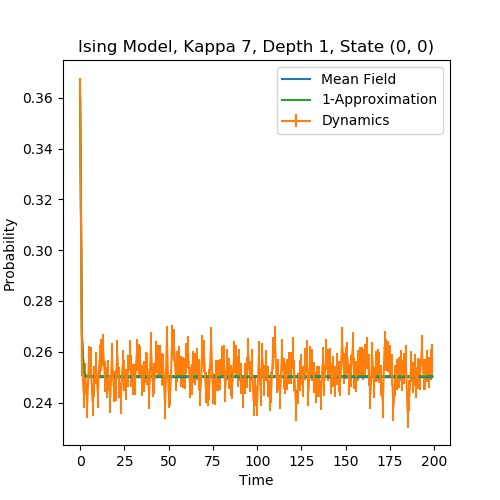 Ising Model, Kappa 7, Depth 1, State (0, 0)
Mean Field
1-Approximation
Dynamics
Probability
0.36
0.34
0.32
0.30
0.28
0.26
0.24
0 25 50 75 100 125 150 175 200
Time